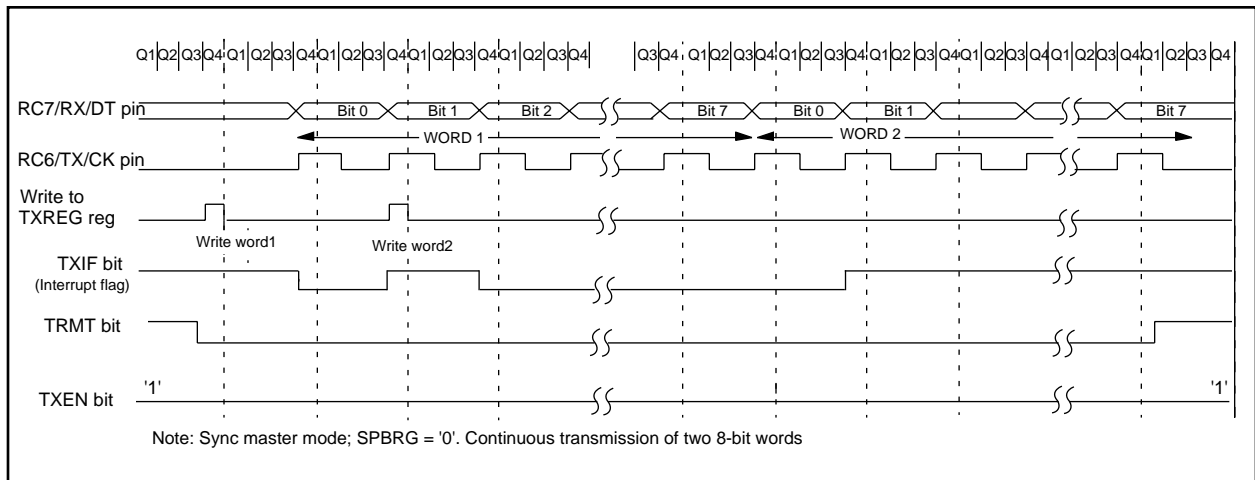 Q1 Q2 Q3 Q4 Q1 Q2 Q3 Q4 Q1 Q2 Q3 Q4 Q1 Q2 Q3 Q4 Q1 Q2 Q3 Q4 Q3 Q4 Q1 Q2 Q3 Q4 Q1 Q2 Q3 Q4 Q1 Q2 Q3 Q4 Q1 Q2 Q3 Q4 Q1 Q2 Q3 Q4 Q1 Q2 Q3 Q4
RC7/RX/DT pin Bit 0 Bit 1 Bit 2 Bit 7 Bit 0 Bit 1 Bit 7
WORD 1 WORD 2
RC6/TX/CK pin
Write to
TXREG reg
Write word1 Write word2
TXIF bit
(Interrupt flag)
TRMT bit
'1' '1'
TXEN bit
Note: Sync master mode; SPBRG = '0'. Continuous transmission of two 8-bit words